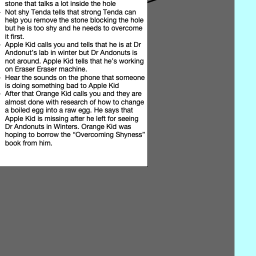 stone that talks a lot inside the hole
Not shy Tenda tells that strong Tenda can
help you remove the stone blocking the hole
but he is too shy and he needs to overcome
it first.
Apple Kid calls you and tells that he is at Dr
Andonut's lab in winter but Dr Andonuts is
not around. Apple Kid tells that he's working
on Eraser Eraser machine.
Hear the sounds on the phone that someone
is doing something bad to Apple Kid
After that Orange Kid calls you and they are
almost done with research of how to change
a boiled egg into a raw egg. He says that
Apple Kid is missing after he left for seeing
Dr Andonuts in Winters. Orange Kid was
hoping to borrow the "Overcoming Shyness"
book from him.